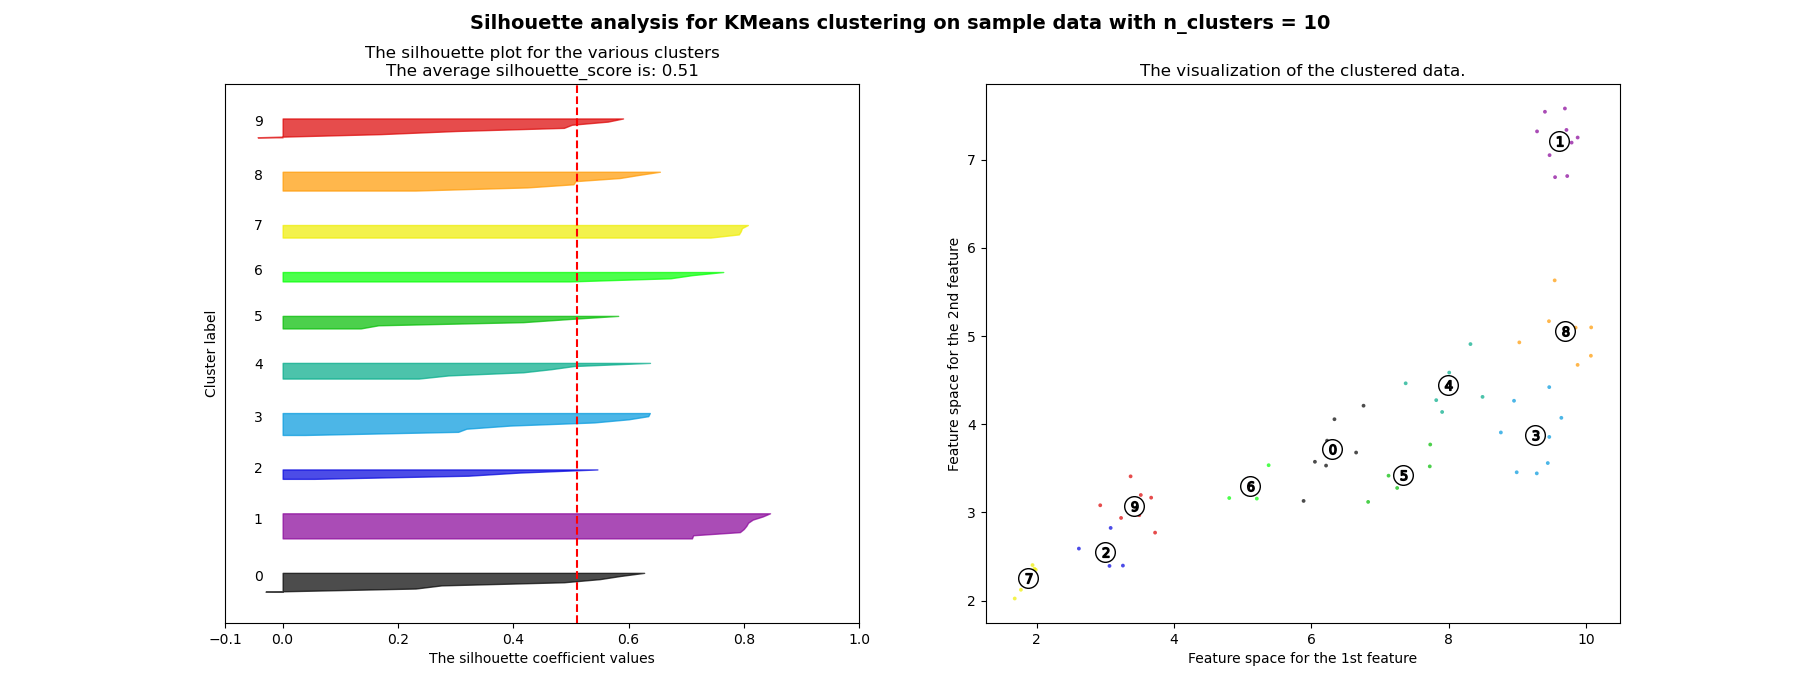 Silhouette analysis for KMeans clustering on sample data with n_clusters = 10
The silhouette plot for the various clusters
The average silhouette_score is: 0.51
9
8
7
6
5
4
3
2
1
0
Cluster label
−0.1 0.0 0.2 0.4 0.6 0.8 1.0
The silhouette coefficient values
The visualization of the clustered data.
7
6
5
4
3
2
Feature space for the 2nd feature
1
8
4
3
0
5
6
9
2
7
2 4 6 8 10
Feature space for the 1st feature